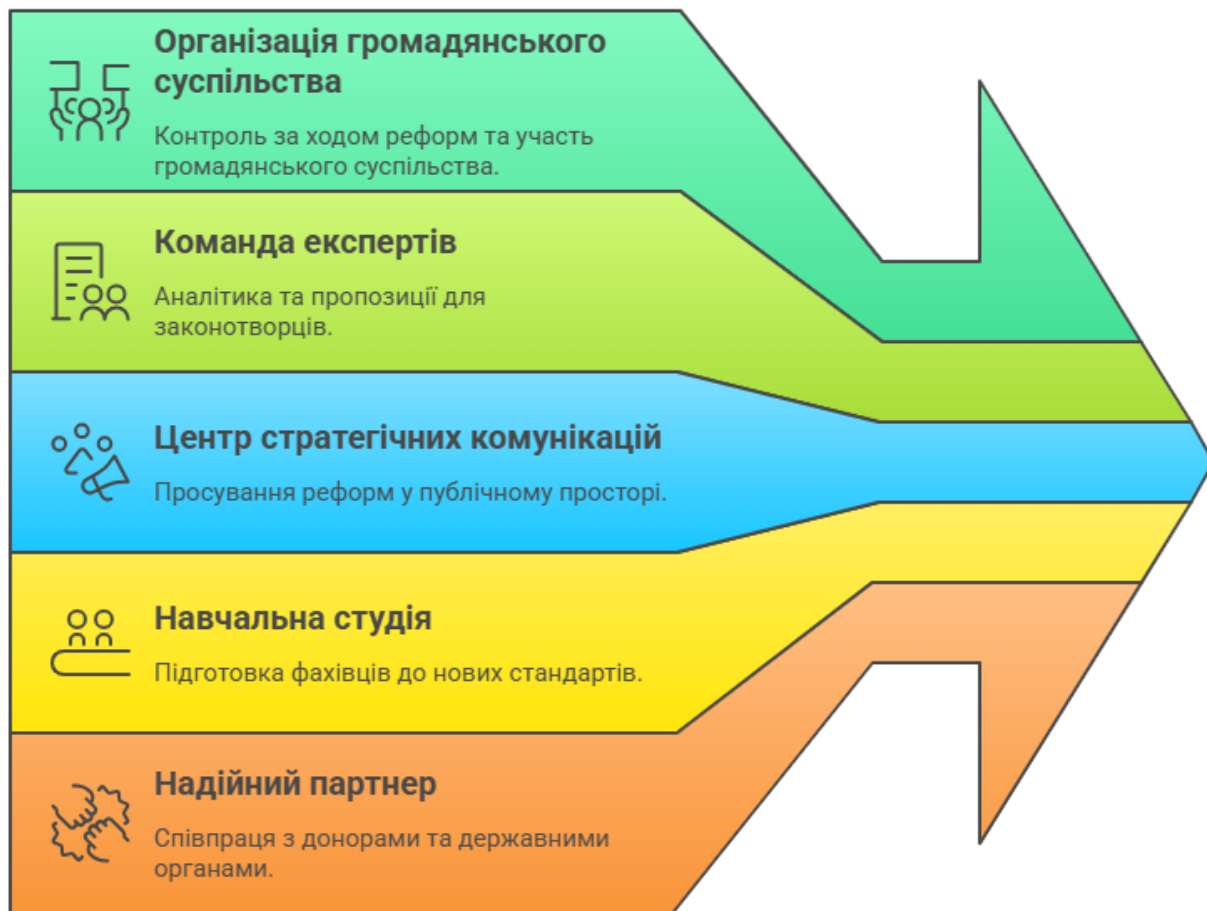 Організація громадянського
суспільства
Контроль за ходом реформ та участь
громадянського суспільства.
Команда експертів
Аналітика та пропозиції для
законотворців.
Центр стратегічних комунікацій
Просування реформ у публічному просторі.
Навчальна студія
Підготовка фахівців до нових стандартів.
Надійний партнер
Співпраця з донорами та державними
органами.